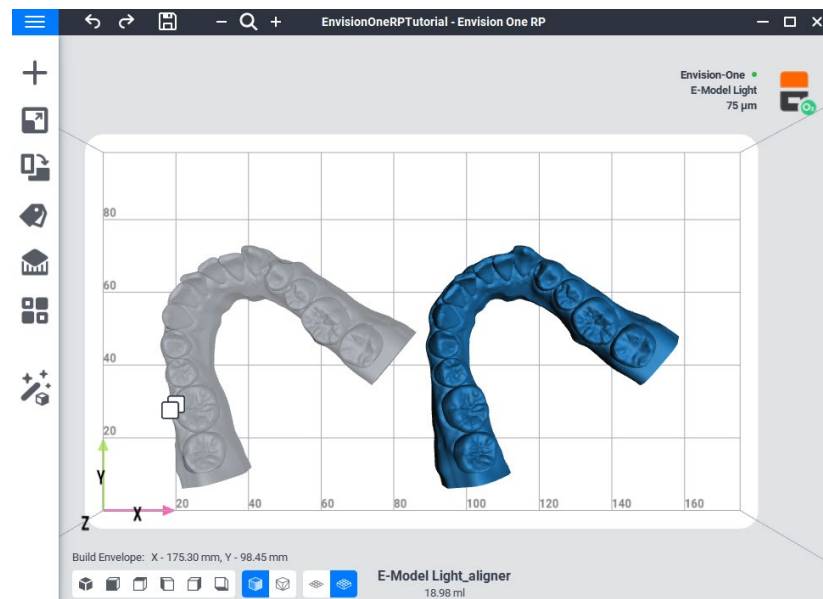 EnvisionOneRPTutorial - Envision One RP
Envision-One
E-Model Light
75 µm
O₂
80
60
40
20
Y
X
Z
20
40
60
80
100
120
140
160
Build Envelope: X - 175.30 mm, Y - 98.45 mm
E-Model Light_aligner
18.98 ml